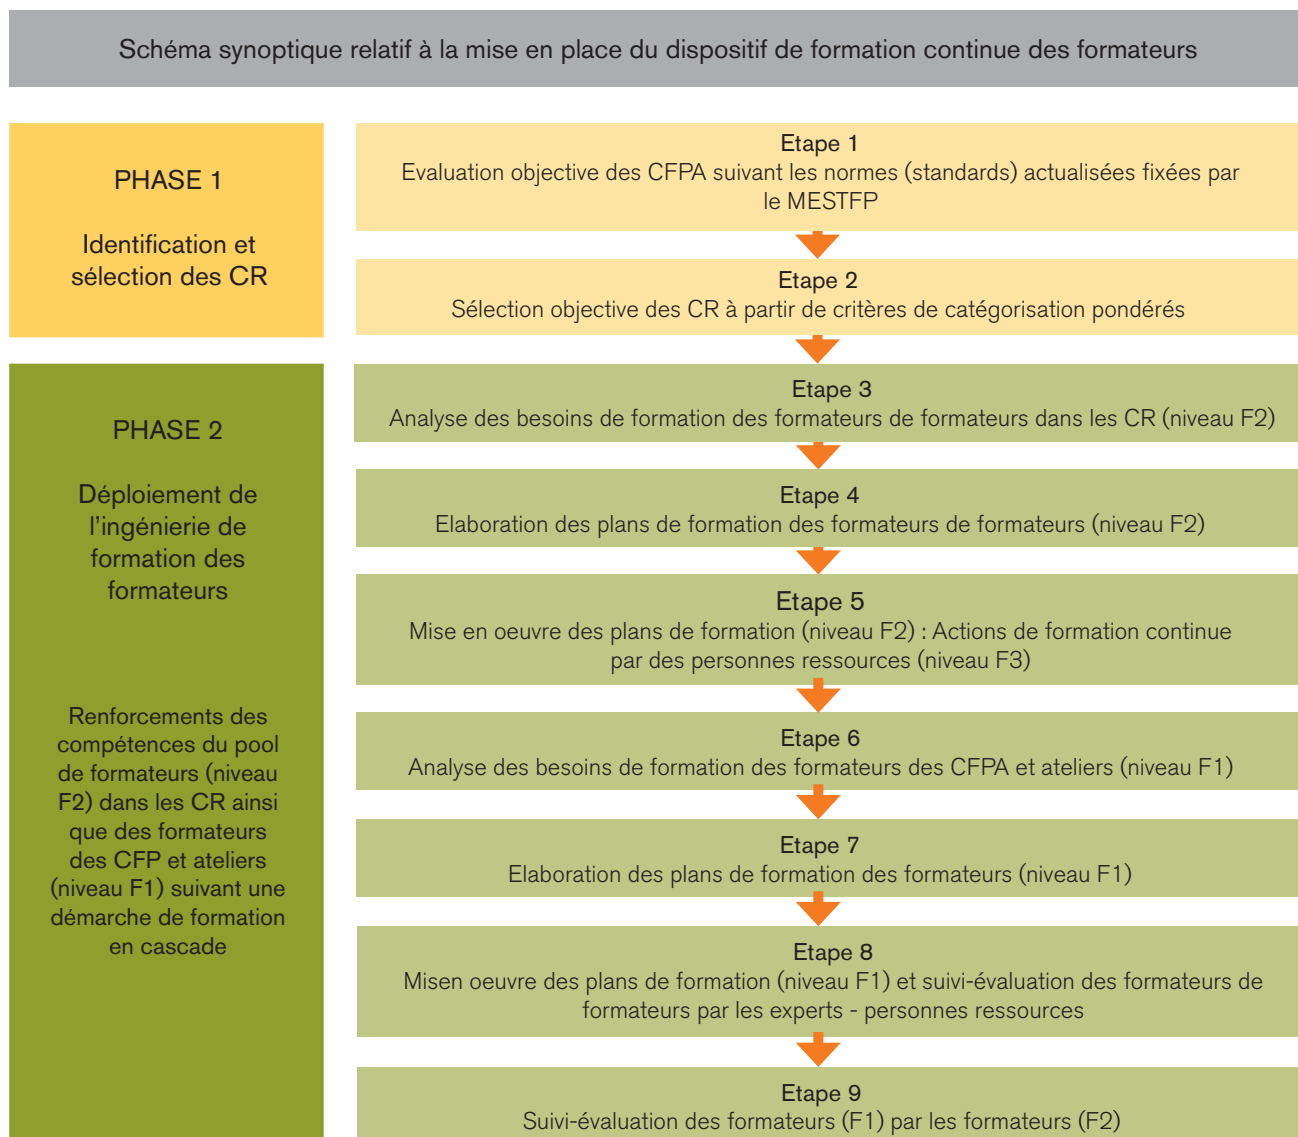 Schéma synoptique relatif à la mise en place du dispositif de formation continue des formateurs
PHASE 1
Identification et
sélection des CR
Etape 1
Evaluation objective des CFPA suivant les normes (standards) actualisées fixées par
le MESTFP
Etape 2
Sélection objective des CR à partir de critères de catégorisation pondérés
PHASE 2
Déploiement de
l'ingénierie de
formation des
formateurs
Renforcements des
compétences du pool
de formateurs (niveau
F2) dans les CR ainsi
que des formateurs
des CFP et ateliers
(niveau F1) suivant une
démarche de formation
en cascade
Etape 3
Analyse des besoins de formation des formateurs de formateurs dans les CR (niveau F2)
Etape 4
Elaboration des plans de formation des formateurs de formateurs (niveau F2)
Etape 5
Mise en oeuvre des plans de formation (niveau F2) : Actions de formation continue
par des personnes ressources (niveau F3)
Etape 6
Analyse des besoins de formation des formateurs des CFPA et ateliers (niveau F1)
Etape 7
Elaboration des plans de formation des formateurs (niveau F1)
Etape 8
Misen oeuvre des plans de formation (niveau F1) et suivi-évaluation des formateurs de
formateurs par les experts - personnes ressources
Etape 9
Suivi-évaluation des formateurs (F1) par les formateurs (F2)